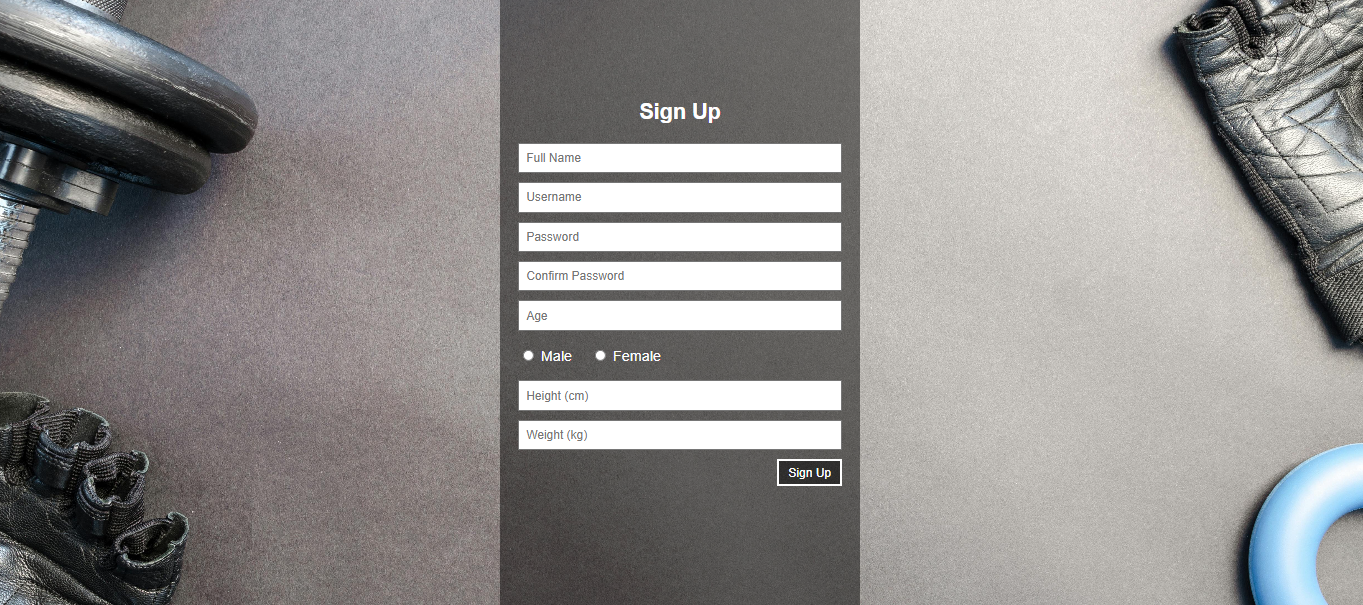 Sign Up
Full Name
Username
Password
Confirm Password
Age
Male Female
Height (cm)
Weight (kg)
Sign Up